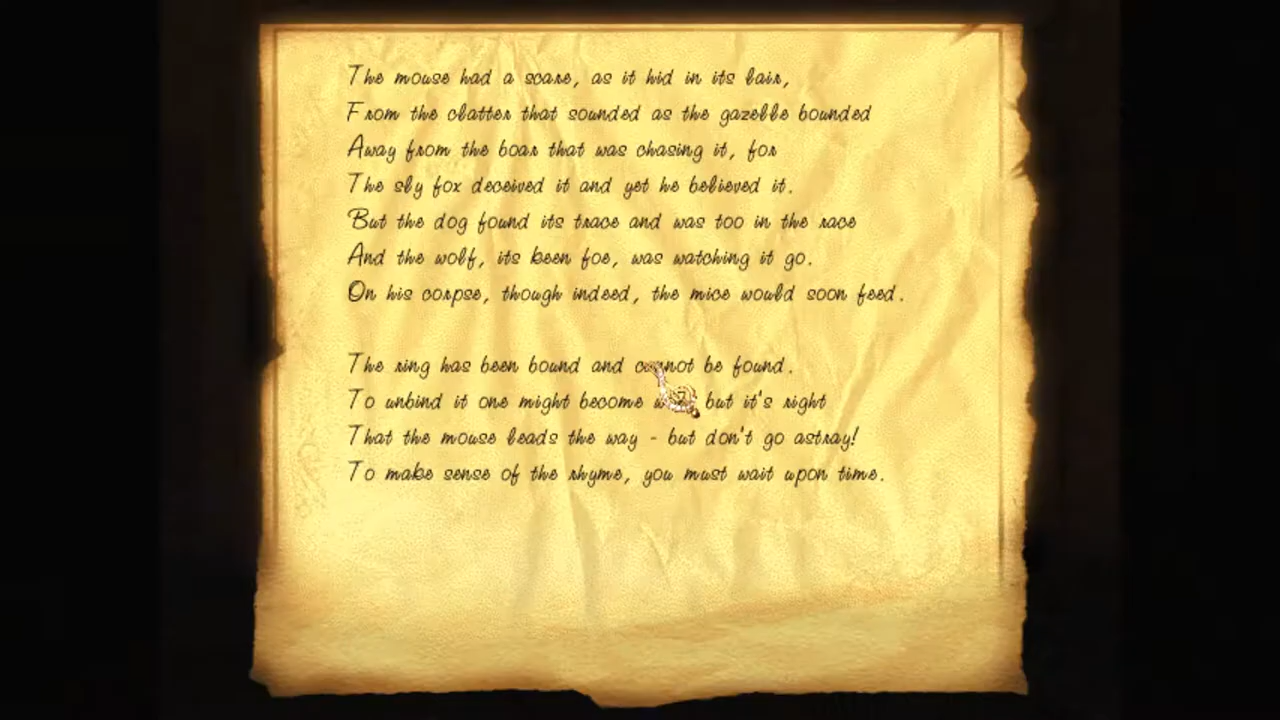 The mouse had a scare, as it hid in its lair,
From the clatter that sounded as the gazelle bounded
Away from the boar that was chasing it, for
The sly fox deceived it and yet he believed it.
But the dog found its trace and was too in the race
And the wolf, its keen foe, was watching it go.
On his corpse, though indeed, the mice would soon feed.
The ring has been bound and cannot be found.
To unbind it one might become but it's right
That the mouse leads the way - but don't go astray!
To make sense of the rhyme, you must wait upon time.